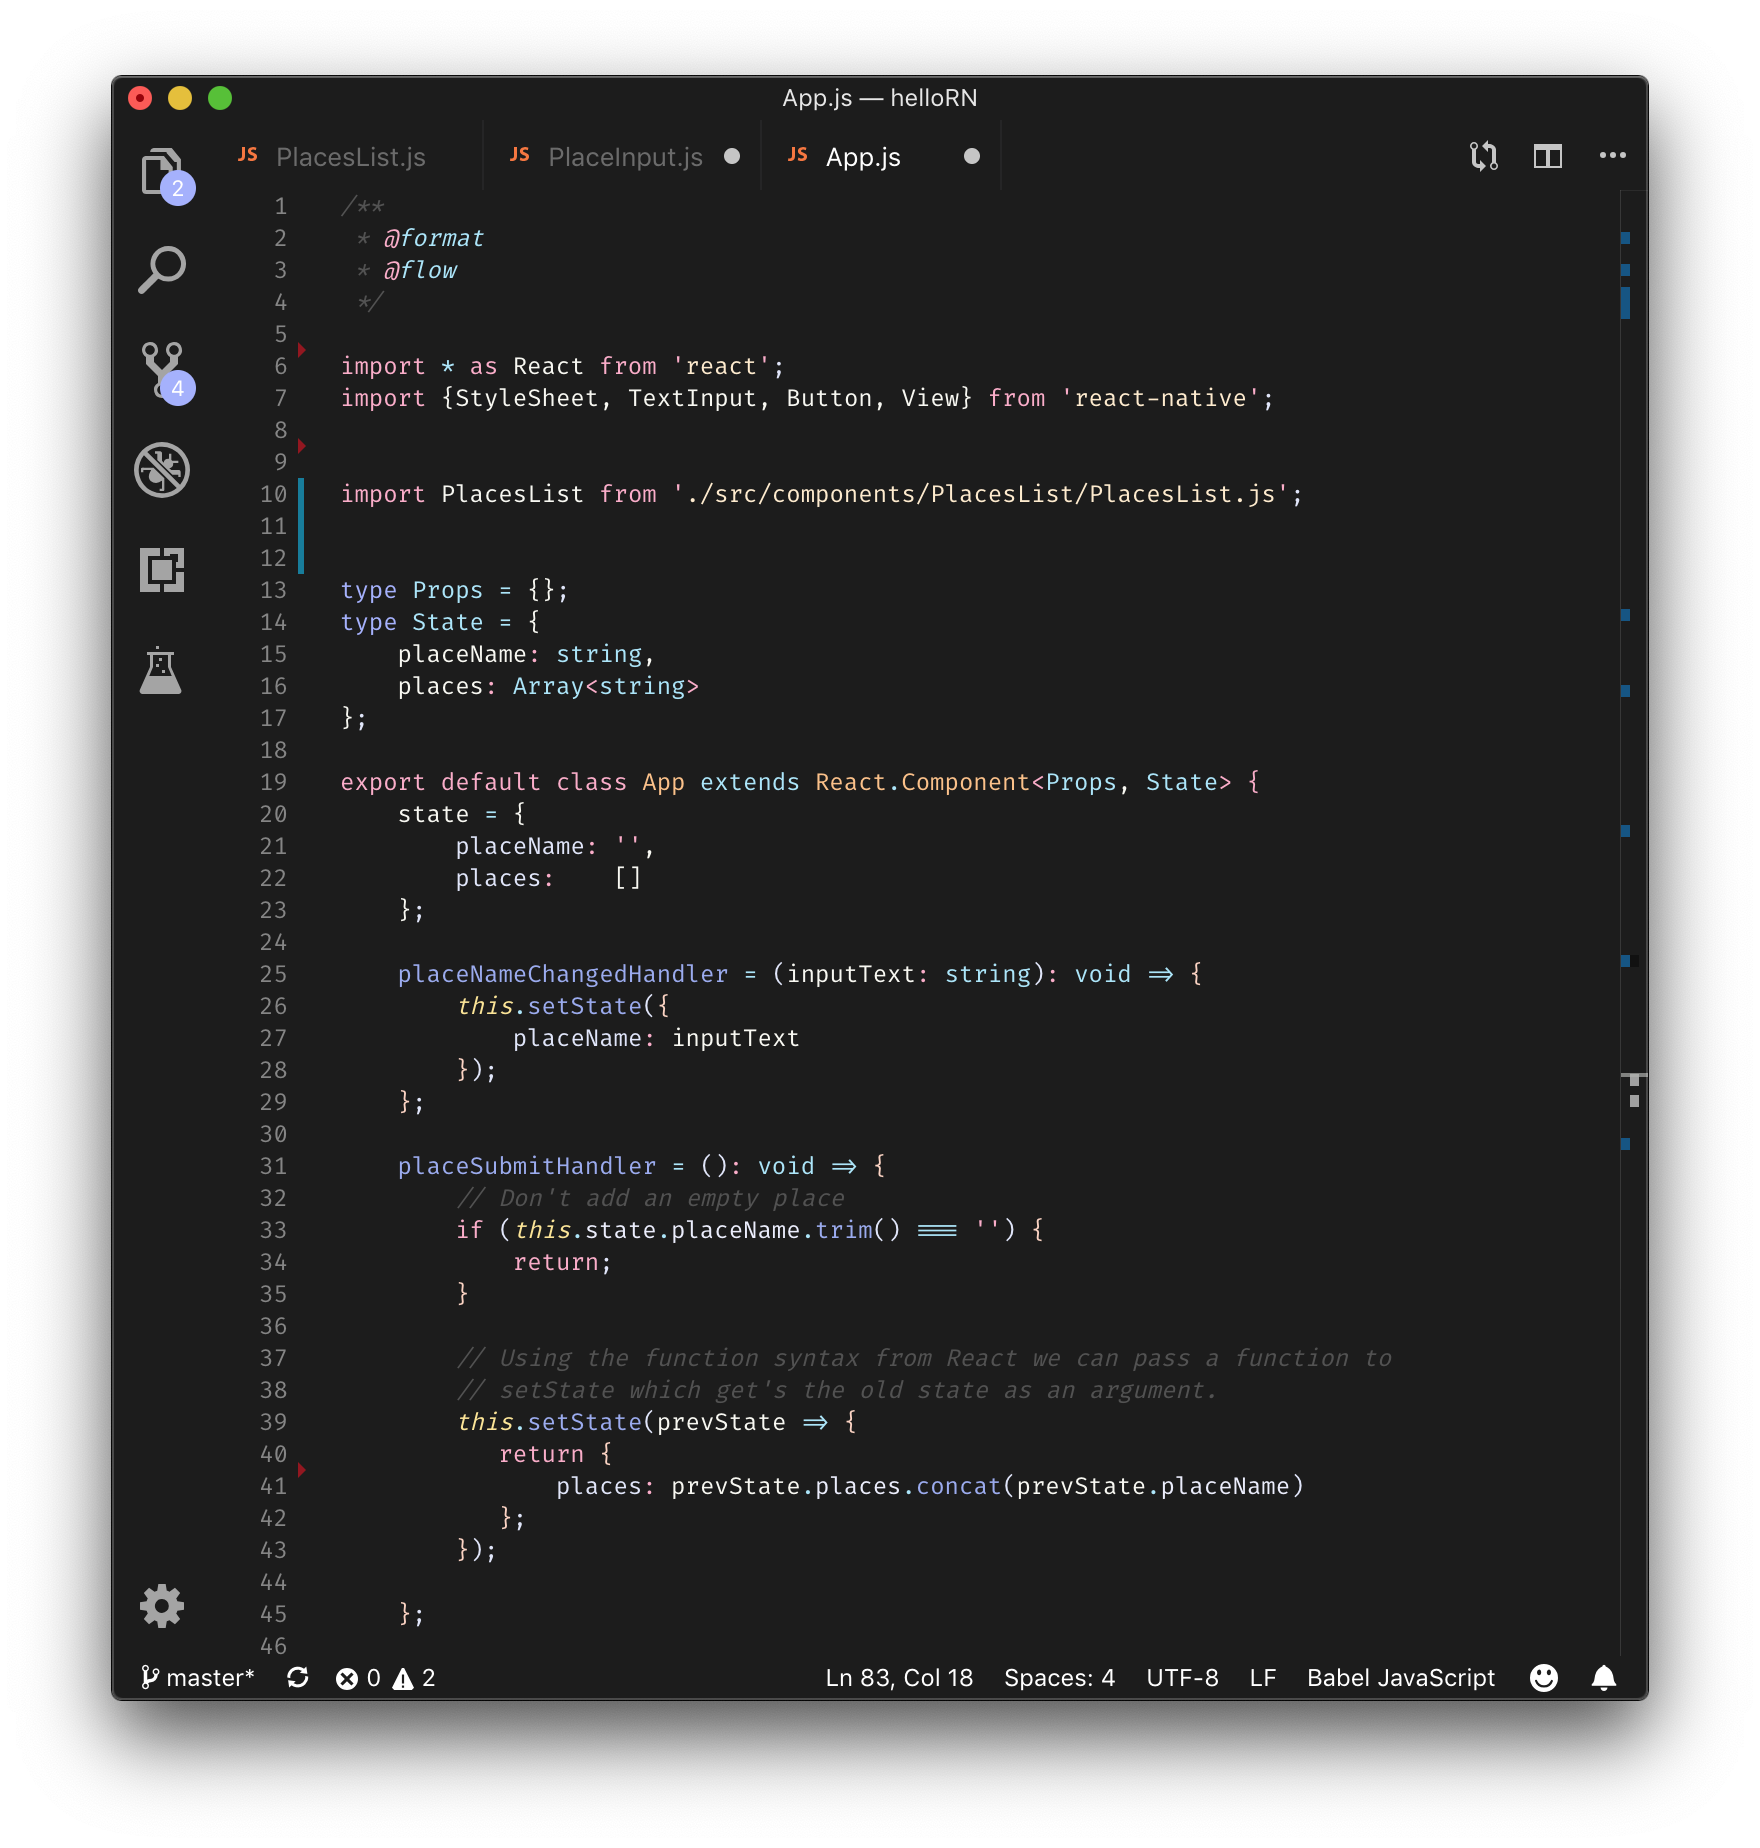 App.js — helloRN
JS PlacesList.js JS PlaceInput.js JS App.js
2
4
1 /**
2  * @format
3  * @flow
4  */
5
6 import * as React from 'react';
7 import {StyleSheet, TextInput, Button, View} from 'react-native';
8
9
10 import PlacesList from './src/components/PlacesList/PlacesList.js';
11
12
13 type Props = {};
14 type State = {
15     placeName: string,
16     places: Array<string>
17 };
18
19 export default class App extends React.Component<Props, State> {
20     state = {
21         placeName: '',
22         places:    []
23     };
24
25     placeNameChangedHandler = (inputText: string): void => {
26         this.setState({
27             placeName: inputText
28         });
29     };
30
31     placeSubmitHandler = (): void => {
32         // Don't add an empty place
33         if (this.state.placeName.trim() === '') {
34             return;
35         }
36
37         // Using the function syntax from React we can pass a function to
38         // setState which get's the old state as an argument.
39         this.setState(prevState => {
40            return {
41                places: prevState.places.concat(prevState.placeName)
42            };
43         });
44
45     };
46
master* 0 2 Ln 83, Col 18 Spaces: 4 UTF-8 LF Babel JavaScript